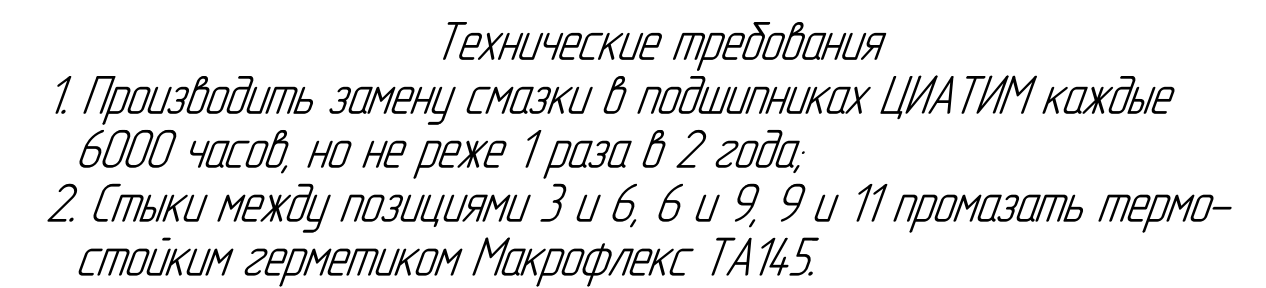 Технические требования
1. Производить замену смазки в подшипниках ЦИАТИМ каждые
6000 часов, но не реже 1 раза в 2 года;
2. Стыки между позициями 3 и 6, 6 и 9, 9 и 11 промазать термо-
стойким герметиком Макрофлекс ТА145.